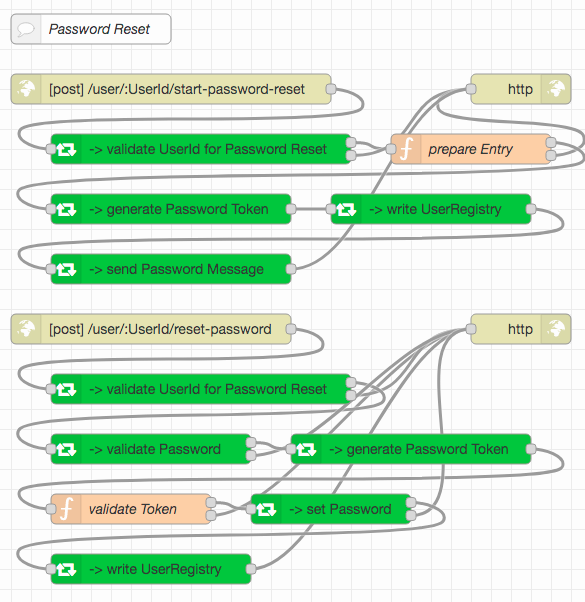 Password Reset
[post] /user/:UserId/start-password-reset
http
-> validate UserId for Password Reset
prepare Entry
-> generate Password Token
-> write UserRegistry
-> send Password Message
[post] /user/:UserId/reset-password
http
-> validate UserId for Password Reset
-> validate Password
-> generate Password Token
validate Token
-> set Password
-> write UserRegistry